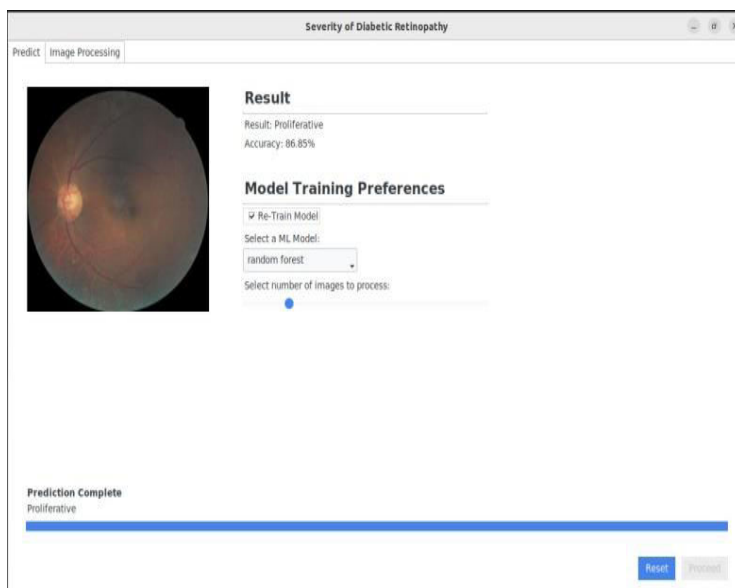 Severity of Diabetic Retinopathy
Predict Image Processing
Result
Result: Proliferative
Accuracy: 86.85%
Model Training Preferences
Re-Train Model
Select a ML Model:
random forest
Select number of images to process:
Prediction Complete
Proliferative
Reset Proceed